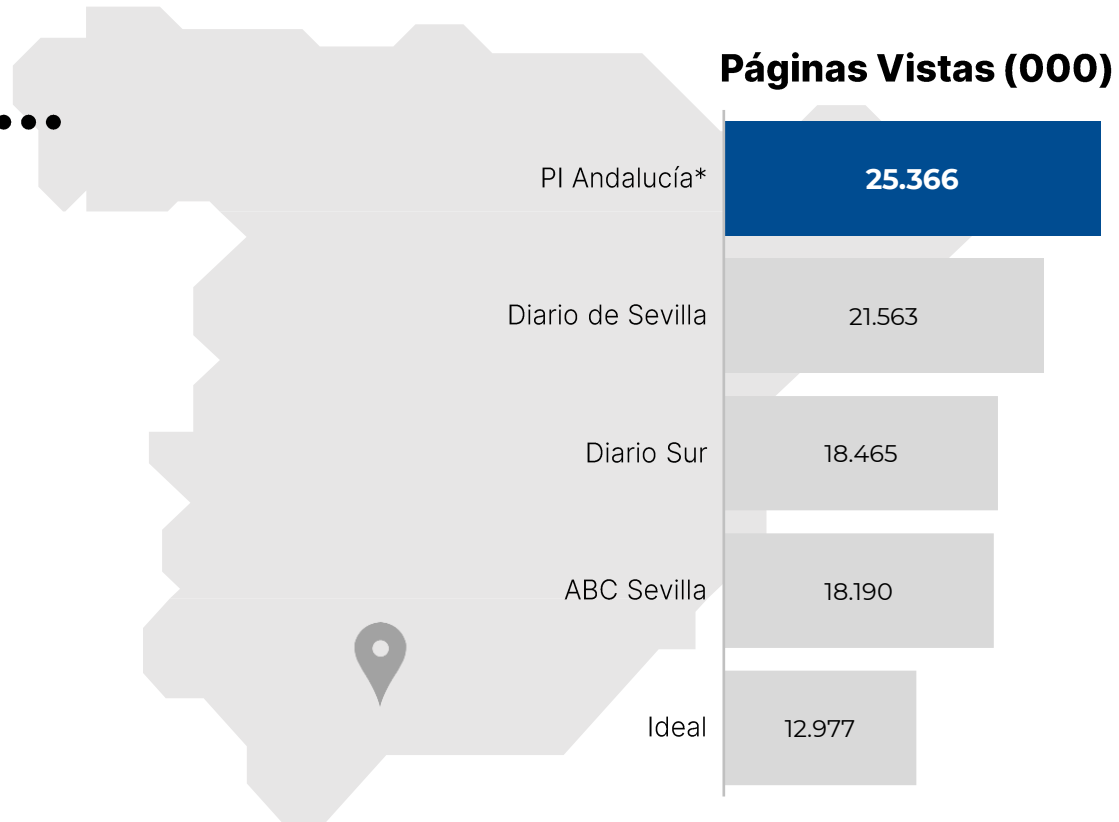 Páginas Vistas (000)
PI Andalucía* 25.366
Diario de Sevilla 21.563
Diario Sur 18.465
ABC Sevilla 18.190
Ideal 12.977